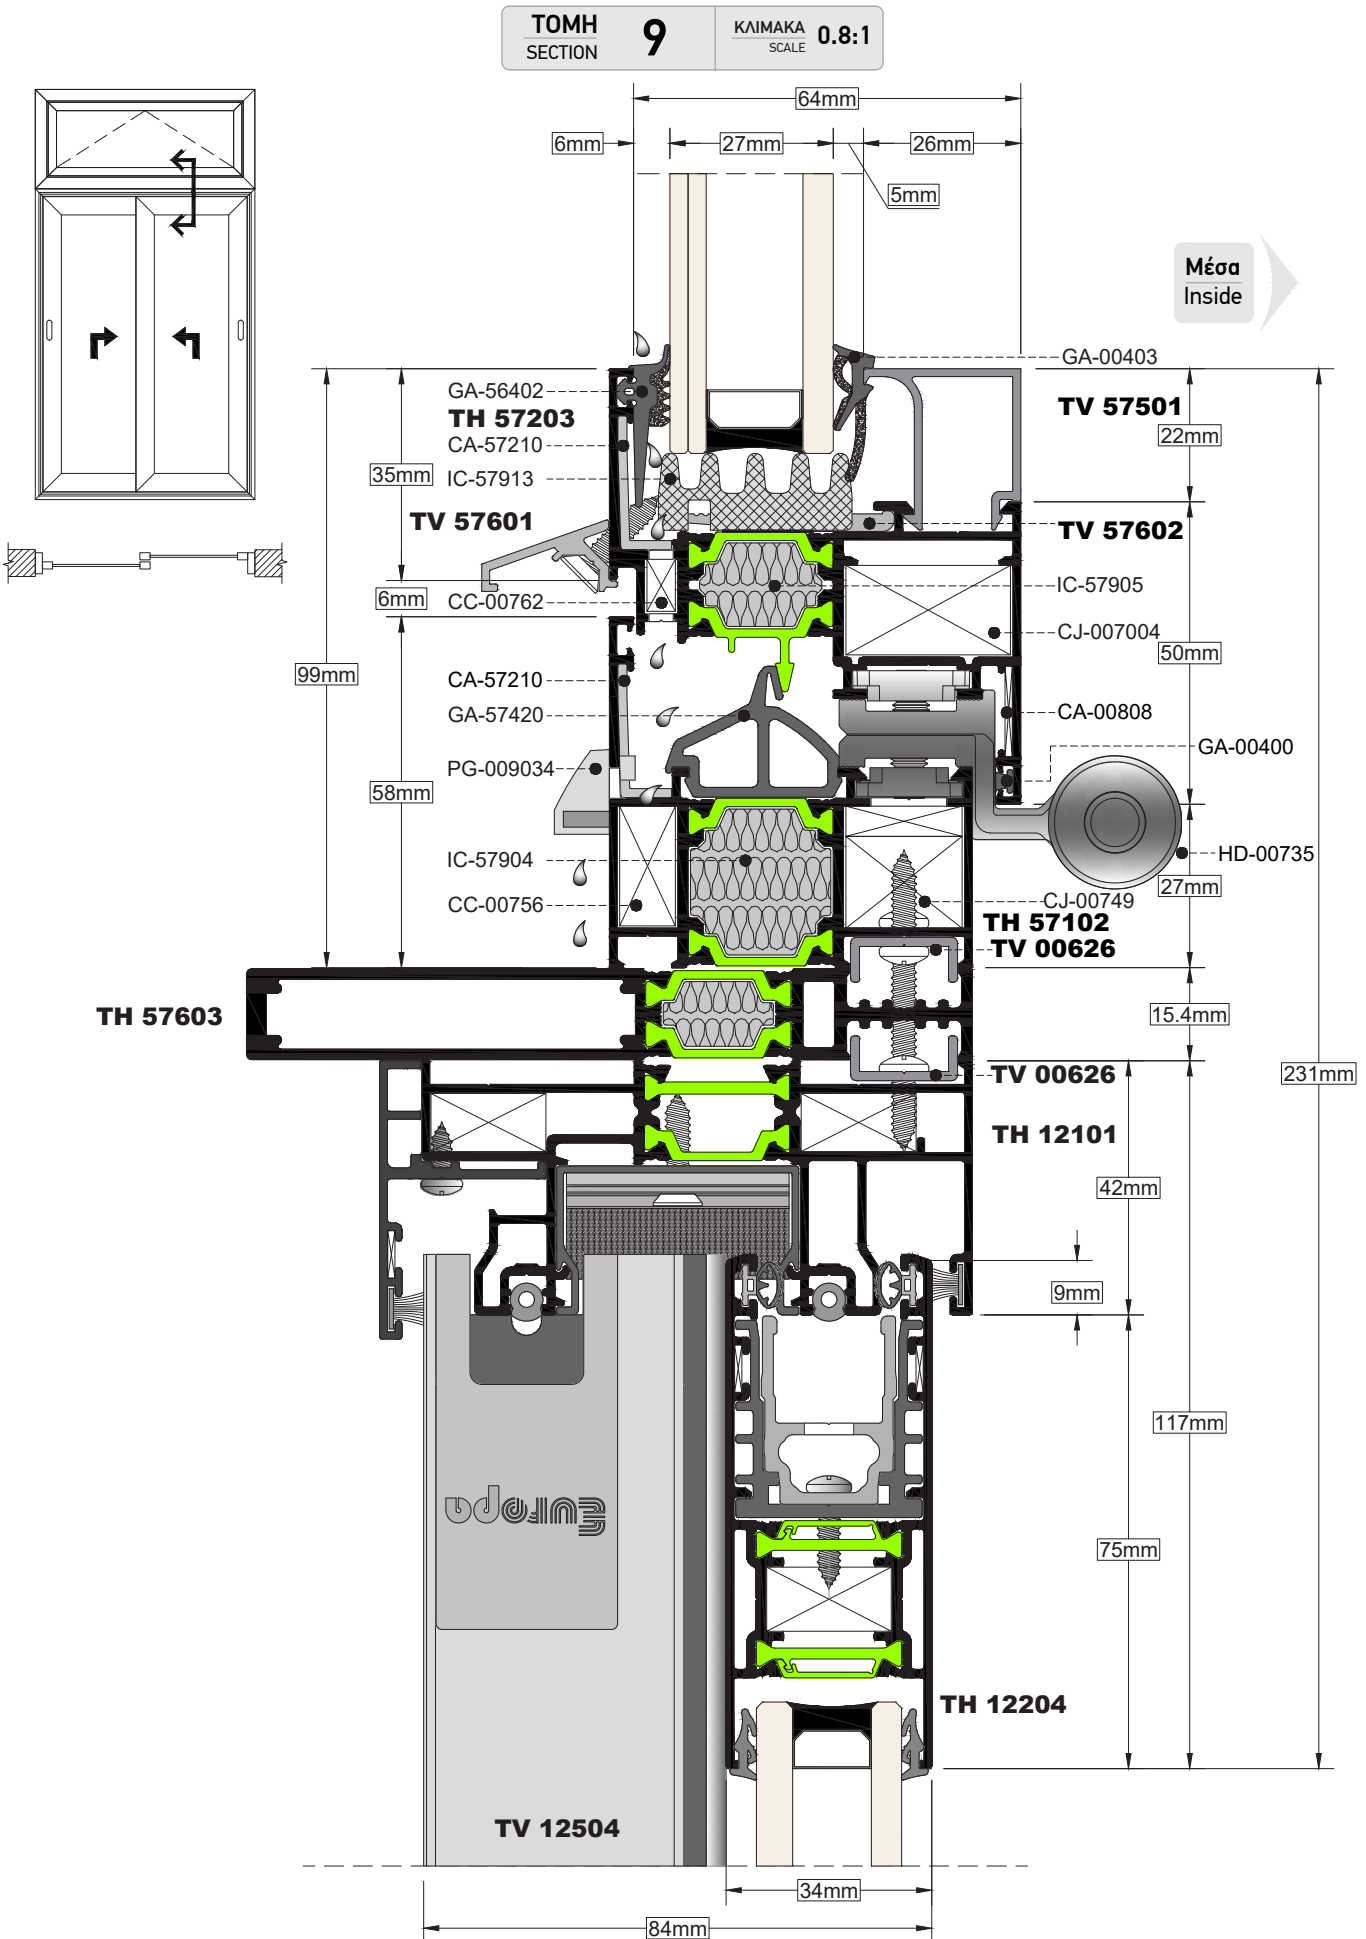 ΤΟΜΗ
SECTION
9
ΚΛΙΜΑΚΑ
SCALE
0.8:1
64mm
6mm
27mm
26mm
5mm
Μέσα
Inside
GA-00403
GA-56402
TH 57203
TV 57501
CA-57210
22mm
35mm
IC-57913
TV 57601
TV 57602
IC-57905
6mm
CC-00762
CJ-007004
50mm
99mm
CA-57210
GA-57420
CA-00808
GA-00400
PG-009034
58mm
IC-57904
HD-00735
27mm
CC-00756
CJ-00749
TH 57102
TV 00626
TH 57603
15.4mm
TV 00626
231mm
TH 12101
42mm
9mm
117mm
Europa
75mm
TH 12204
TV 12504
34mm
84mm